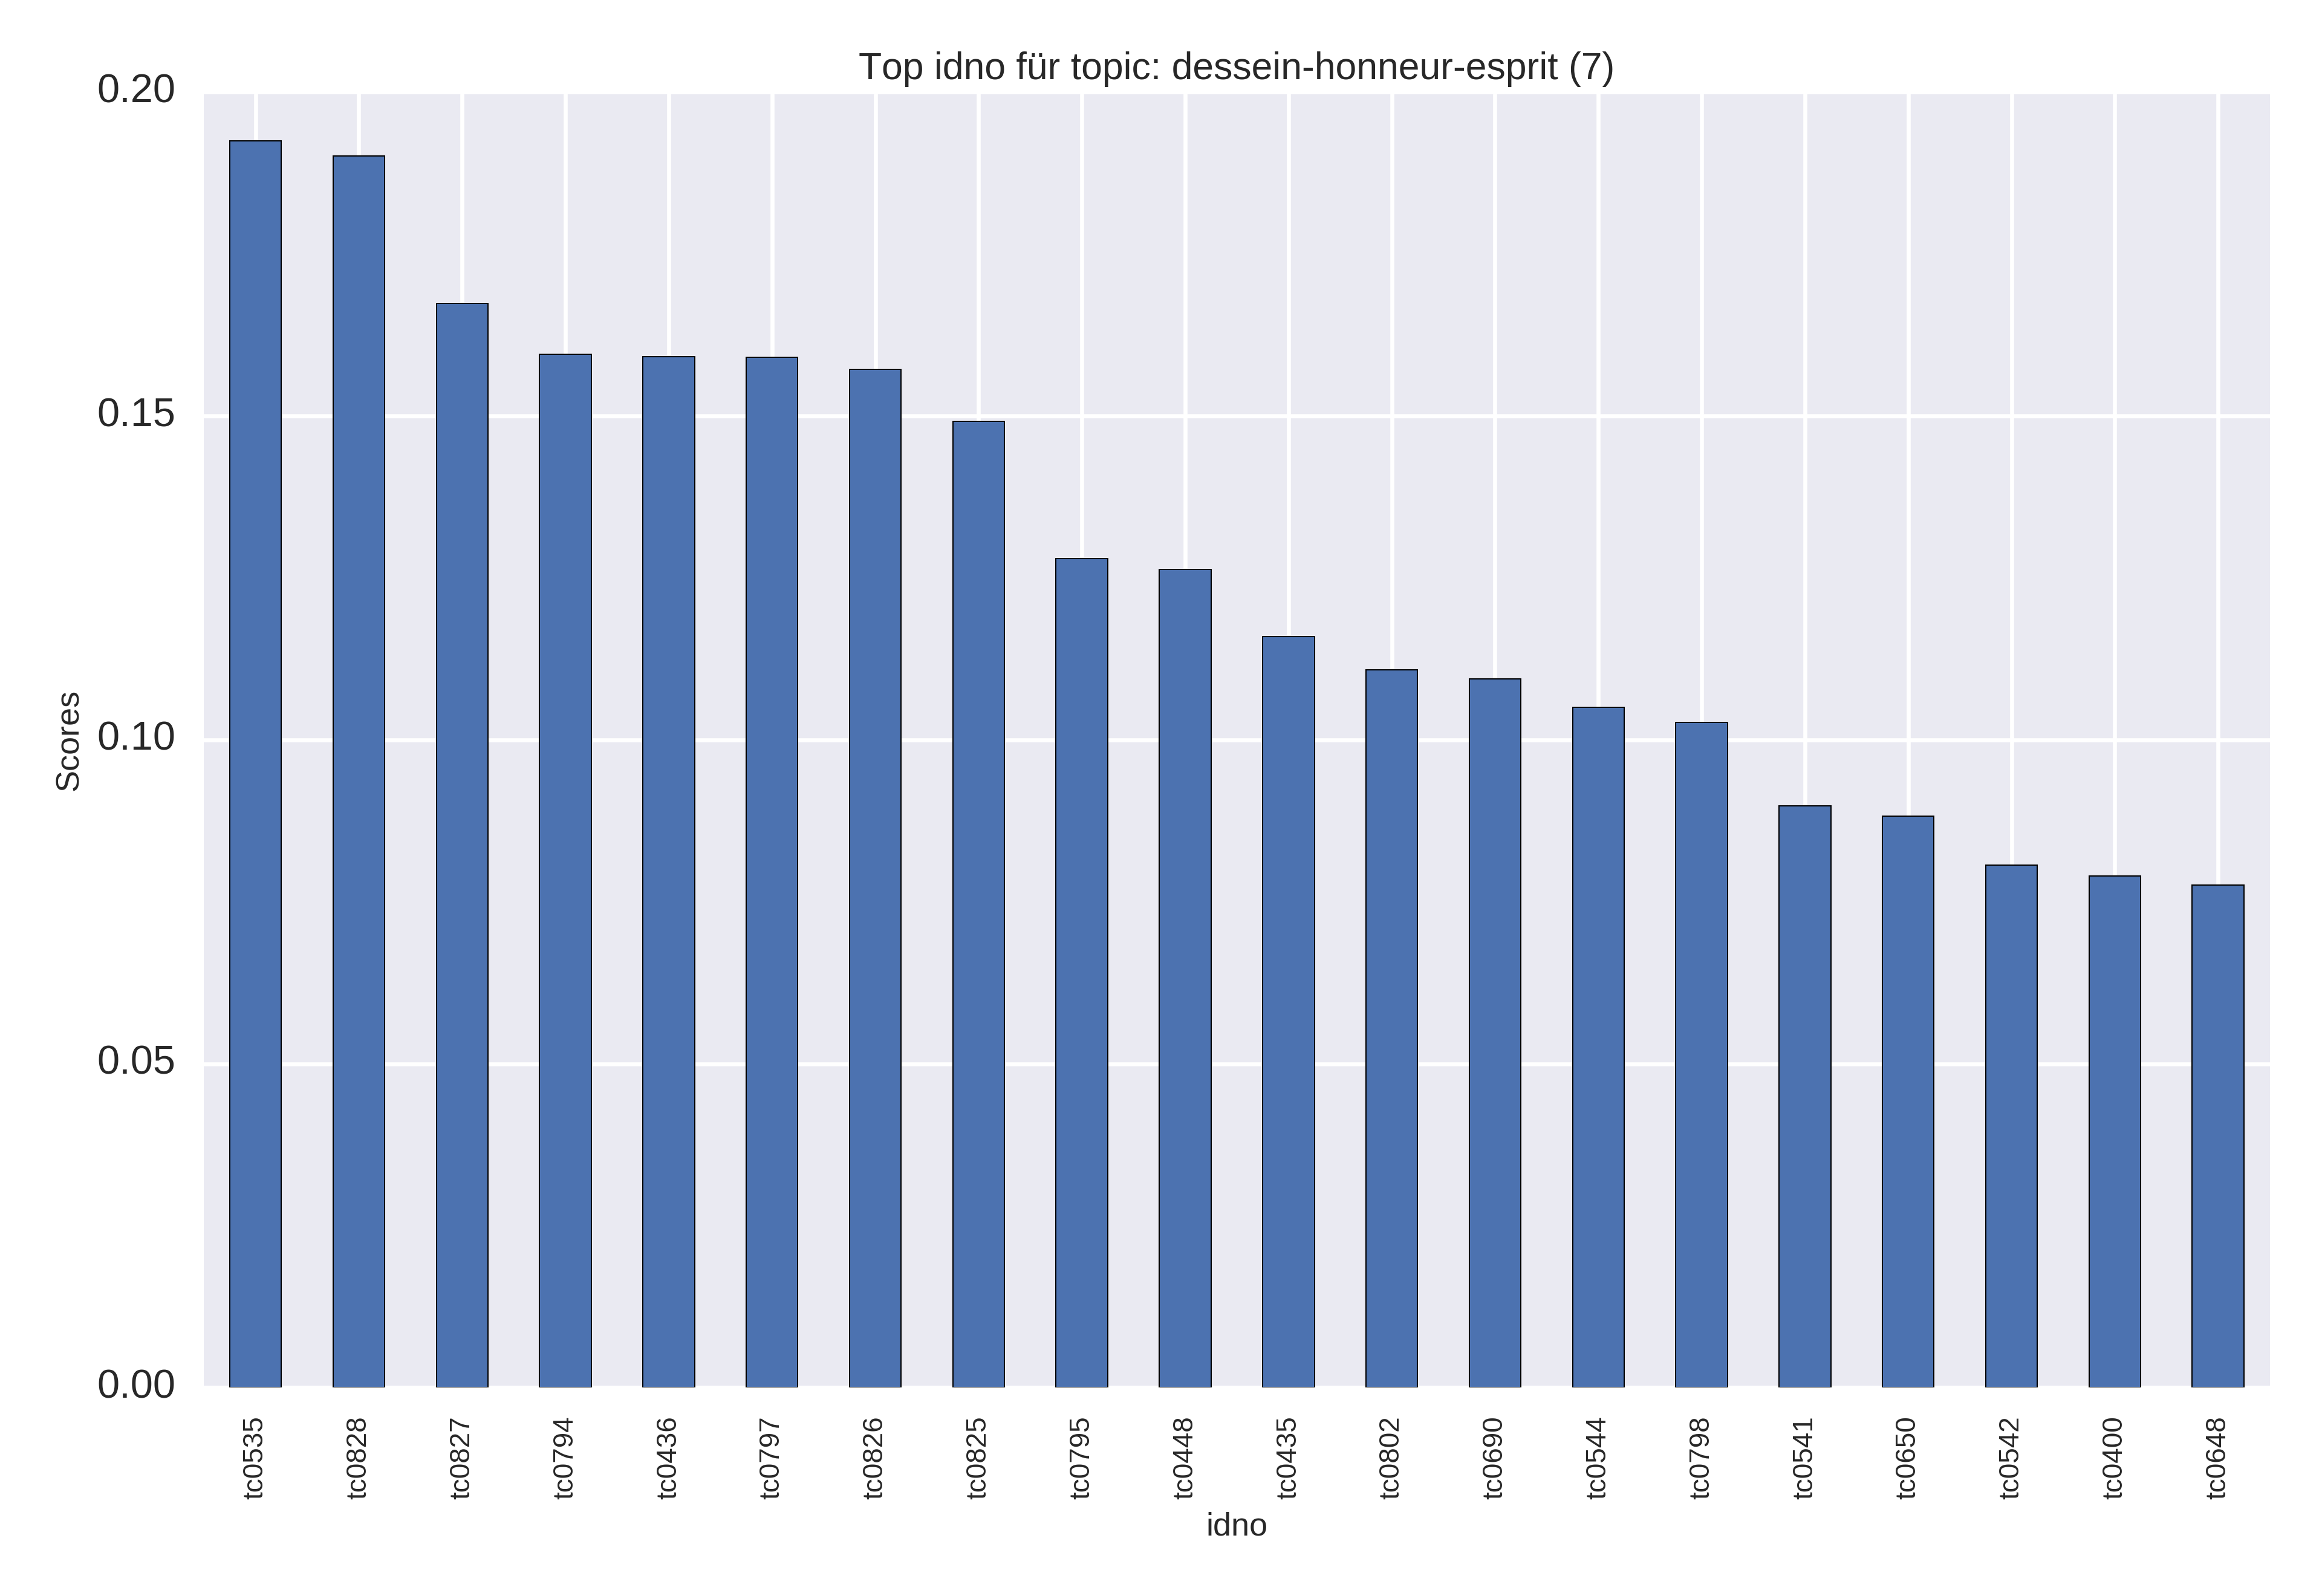 Top idno für topic: dessein-honneur-esprit (7)
0.20
0.15
0.10
0.05
0.00
Scores
tc0535
tc0828
tc0827
tc0794
tc0436
tc0797
tc0826
tc0825
tc0795
tc0448
tc0435
tc0802
tc0690
tc0544
tc0798
tc0541
tc0650
tc0542
tc0400
tc0648
idno